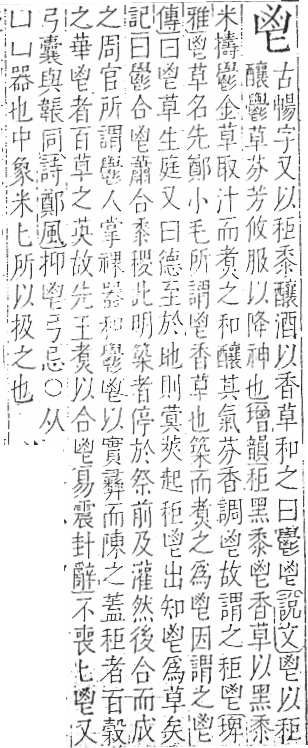 鬯
古暢字又以秬黍釀酒以香草和之曰鬱鬯說文鬯以秬
釀鬱草芬芳攸服以降神也增韻秬黑黍鬯香草以黑黍
米擣鬱金草取汁而煑之和釀其氣芬香調鬯故謂之秬鬯埤
雅鬯草名先鄭小毛所謂鬯香草也築而煑之為鬯因謂之鬯
傳曰鬯草生庭又曰德至於地則蓂莢起秬鬯出知鬯為草矣
記曰鬱合鬯蕭合黍稷此明築者停於祭前及灌然後合而成
之周官所謂鬱人掌祼器和鬱鬯以實彝而陳之蓋秬者百穀
之華鬯者百草之英故先王煑以合鬯易震卦辭不喪匕鬯又
弓囊與韔同詩鄭風抑鬯弓忌○从
凵凵器也中象米匕所以扱之也